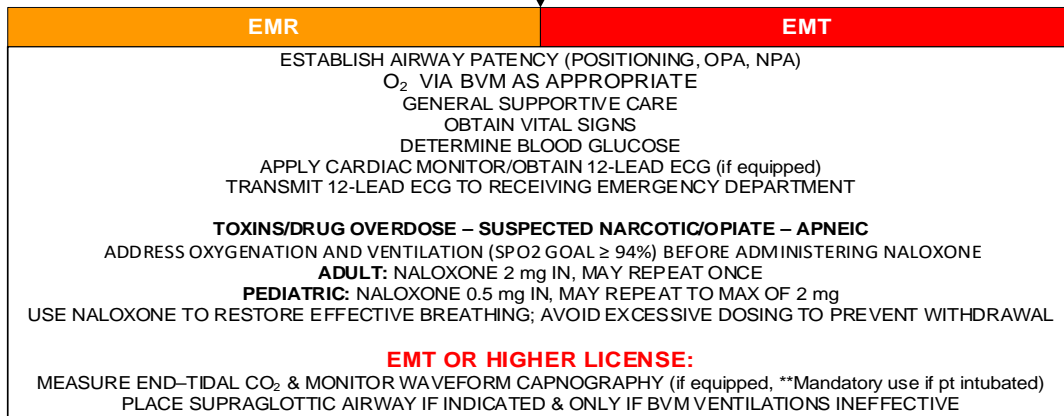 EMR EMT
ESTABLISH AIRWAY PATENCY (POSITIONING, OPA, NPA)
O₂ VIA BVM AS APPROPRIATE
GENERAL SUPPORTIVE CARE
OBTAIN VITAL SIGNS
DETERMINE BLOOD GLUCOSE
APPLY CARDIAC MONITOR/OBTAIN 12-LEAD ECG (if equipped)
TRANSMIT 12-LEAD ECG TO RECEIVING EMERGENCY DEPARTMENT
TOXINS/DRUG OVERDOSE – SUSPECTED NARCOTIC/OPIATE – APNEIC
ADDRESS OXYGENATION AND VENTILATION (SPO2 GOAL ≥ 94%) BEFORE ADMINISTERING NALOXONE
ADULT: NALOXONE 2 mg IN, MAY REPEAT ONCE
PEDIATRIC: NALOXONE 0.5 mg IN, MAY REPEAT TO MAX OF 2 mg
USE NALOXONE TO RESTORE EFFECTIVE BREATHING; AVOID EXCESSIVE DOSING TO PREVENT WITHDRAWAL
EMT OR HIGHER LICENSE:
MEASURE END–TIDAL CO₂ & MONITOR WAVEFORM CAPNOGRAPHY (if equipped, **Mandatory use if pt intubated)
PLACE SUPRAGLOTTIC AIRWAY IF INDICATED & ONLY IF BVM VENTILATIONS INEFFECTIVE